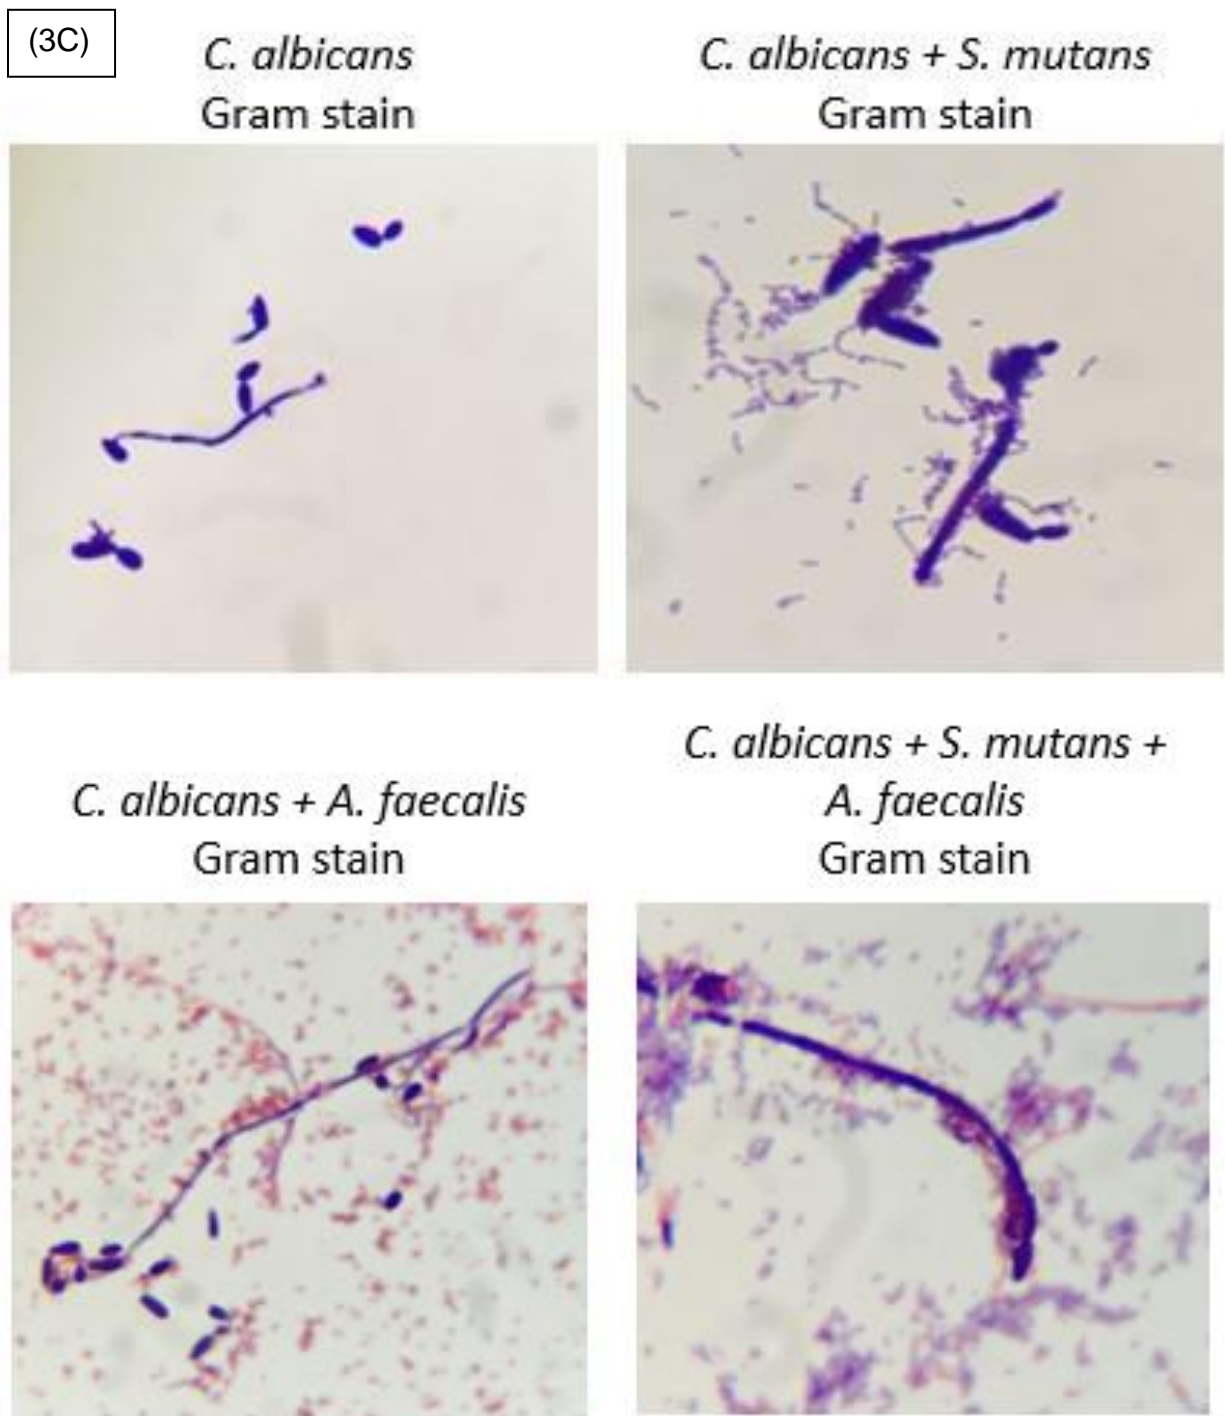 (3C)
C. albicans
Gram stain
C. albicans + S. mutans
Gram stain
C. albicans + A. faecalis
Gram stain
C. albicans + S. mutans +
A. faecalis
Gram stain